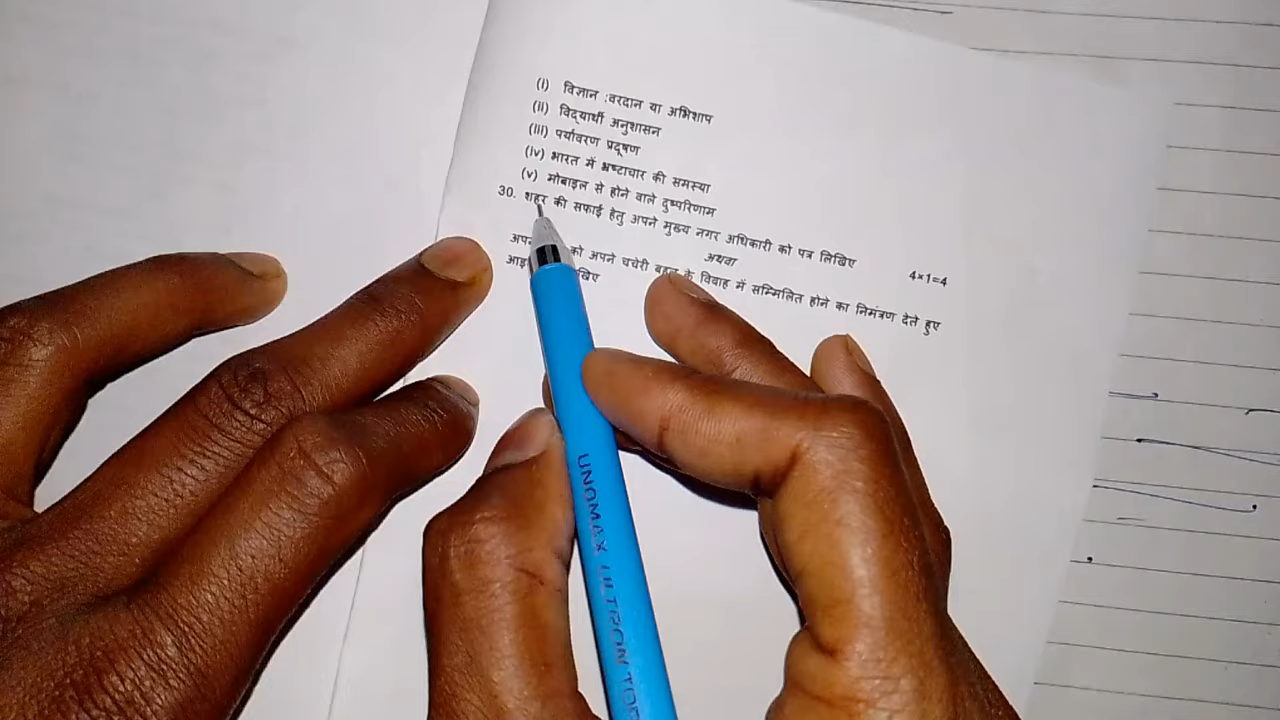 (i) विज्ञान :वरदान या अभिशाप
(ii) विद्यार्थी अनुशासन
(iii) पर्यावरण प्रदूषण
(iv) भारत में भ्रष्टाचार की समस्या
(v) मोबाइल से होने वाले दुष्परिणाम
30. शहर की सफाई हेतु अपने मुख्य नगर अधिकारी को पत्र लिखिए 4×1=4
अथवा
को अपने चचेरी बहन के विवाह में सम्मिलित होने का निमंत्रण देते हुए
UNOMAX ULTRON